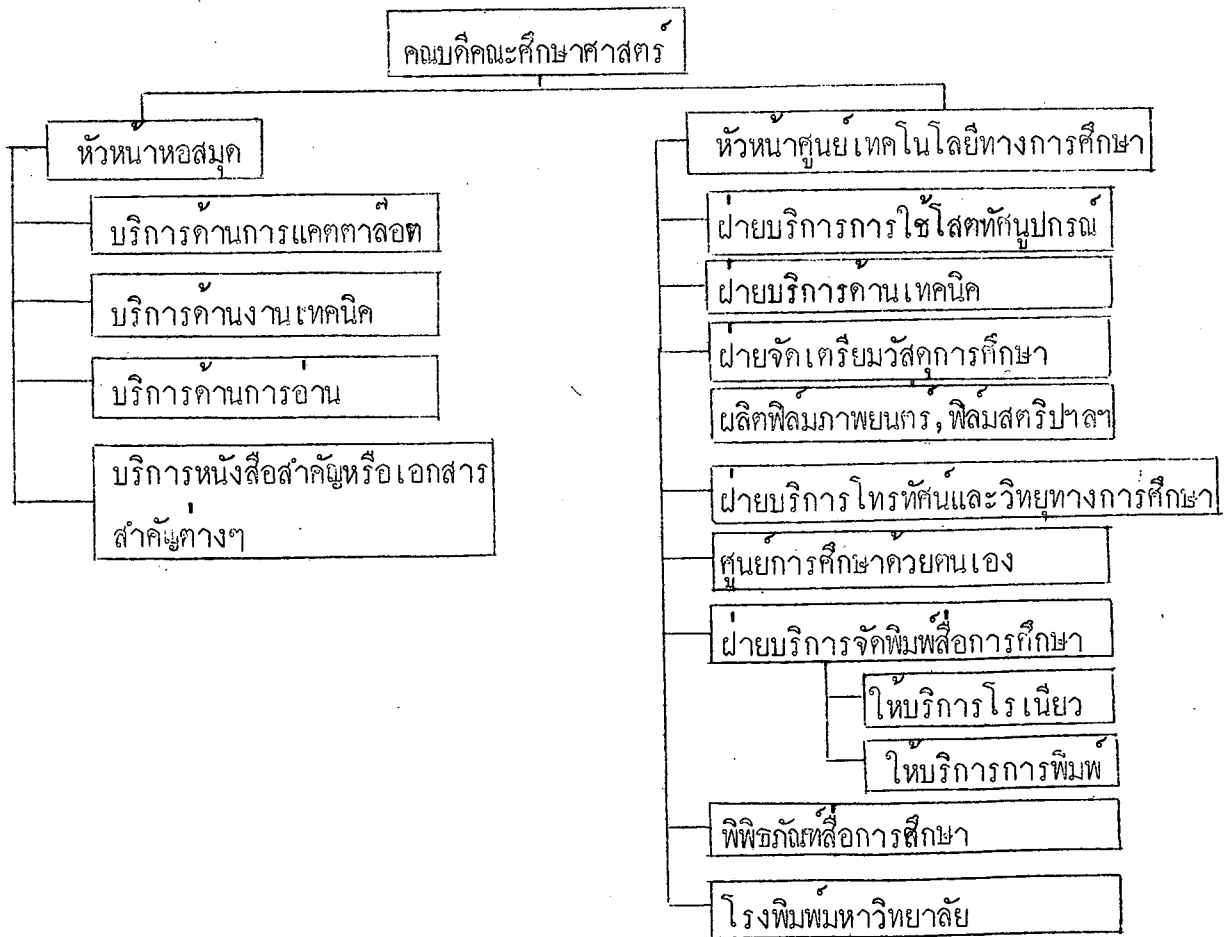 คณบดีคณะศึกษาศาสตร์
หัวหน้าหอสมุด
บริการด้านการแคตตาล๊อต
บริการด้านงานเทคนิค
บริการด้านการอ่าน
บริการหนังสือสำคัญหรือเอกสาร
สำคัญต่างๆ
หัวหน้าศูนย์เทคโนโลยีทางการศึกษา
ฝ่ายบริการการใช้โสตทัศนูปกรณ์
ฝ่ายบริการด้านเทคนิค
ฝ่ายจัดเตรียมวัสดุการศึกษา
ผลิตฟิล์มภาพยนตร์, ฟิล์มสตริปฯลฯ
ฝ่ายบริการโทรทัศน์และวิทยุทางการศึกษา
ศูนย์การศึกษาด้วยตนเอง
ฝ่ายบริการจัดพิมพ์สื่อการศึกษา
ให้บริการโรเนียว
ให้บริการการพิมพ์
พิพิธภัณฑ์สื่อการศึกษา
โรงพิมพ์มหาวิทยาลัย